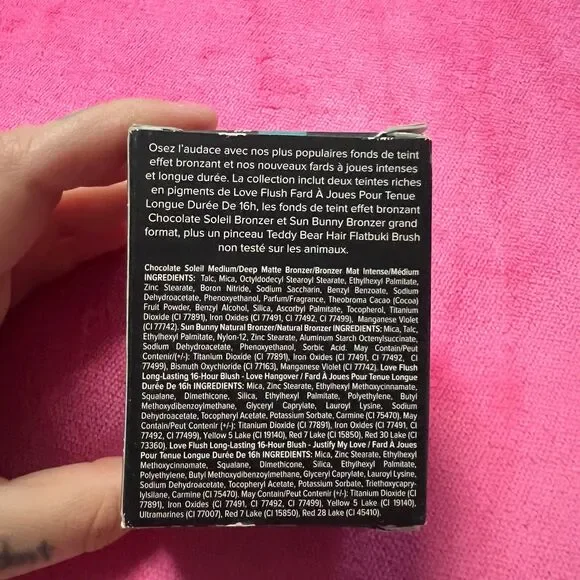 Osez l'audace avec nos plus populaires fonds de teint
effet bronzant et nos nouveaux fards à joues intenses
et longue durée. La collection inclut deux teintes riches
en pigments de Love Flush Fard À Joues Pour Tenue
Longue Durée De 16h, les fonds de teint effet bronzant
Chocolate Soleil Bronzer et Sun Bunny Bronzer grand
format, plus un pinceau Teddy Bear Hair Flatbuki Brush
non testé sur les animaux.
Chocolate Soleil Medium/Deep Matte Bronzer/Bronzer Mat Intense/Médium
INGREDIENTS: Talc, Mica, Octyldodecyl Stearoyl Stearate, Ethylhexyl Palmitate,
Zinc Stearate, Boron Nitride, Sodium Saccharin, Benzyl Benzoate, Sodium
Dehydroacetate, Phenoxyethanol, Parfum/Fragrance, Theobroma Cacao (Cocoa)
Fruit Powder, Benzyl Alcohol, Silica, Ascorbyl Palmitate, Tocopherol, Titanium
Dioxide (CI 77891), Iron Oxides (CI 77491, CI 77492, CI 77499), Manganese Violet
(CI 77742). Sun Bunny Natural Bronzer/Natural Bronzer INGREDIENTS: Mica, Talc,
Ethylhexyl Palmitate, Nylon-12, Zinc Stearate, Aluminum Starch Octenylsuccinate,
Sodium Dehydroacetate, Phenoxyethanol, Sorbic Acid. May Contain/Peut
Contenir/(+/-): Titanium Dioxide (CI 77891), Iron Oxides (CI 77491, CI 77492, CI
77499), Bismuth Oxychloride (CI 77163), Manganese Violet (CI 77742). Love Flush
Long-Lasting 16-Hour Blush - Love Hangover / Fard À Joues Pour Tenue Longue
Durée De 16h INGREDIENTS: Mica, Zinc Stearate, Ethylhexyl Methoxycinnamate,
Squalane, Dimethicone, Silica, Ethylhexyl Palmitate, Polyethylene, Butyl
Methoxydibenzoylmethane, Glyceryl Caprylate, Lauroyl Lysine, Sodium
Dehydroacetate, Tocopheryl Acetate, Potassium Sorbate, Carmine (CI 75470). May
Contain/Peut Contenir (+/-): Titanium Dioxide (CI 77891), Iron Oxides (CI 77491, CI
77492, CI 77499), Yellow 5 Lake (CI 19140), Red 7 Lake (CI 15850), Red 30 Lake (CI
73360). Love Flush Long-Lasting 16-Hour Blush - Justify My Love / Fard À Joues
Pour Tenue Longue Durée De 16h INGREDIENTS: Mica, Zinc Stearate, Ethylhexyl
Methoxycinnamate, Squalane, Dimethicone, Silica, Ethylhexyl Palmitate,
Polyethylene, Butyl Methoxydibenzoylmethane, Glyceryl Caprylate, Lauroyl Lysine,
Sodium Dehydroacetate, Tocopheryl Acetate, Potassium Sorbate, Triethoxycapry-
lylsilane, Carmine (CI 75470). May Contain/Peut Contenir (+/-): Titanium Dioxide (CI
77891), Iron Oxides (CI 77491, CI 77492, CI 77499), Yellow 5 Lake (CI 19140),
Ultramarines (CI 77007), Red 7 Lake (CI 15850), Red 28 Lake (CI 45410).